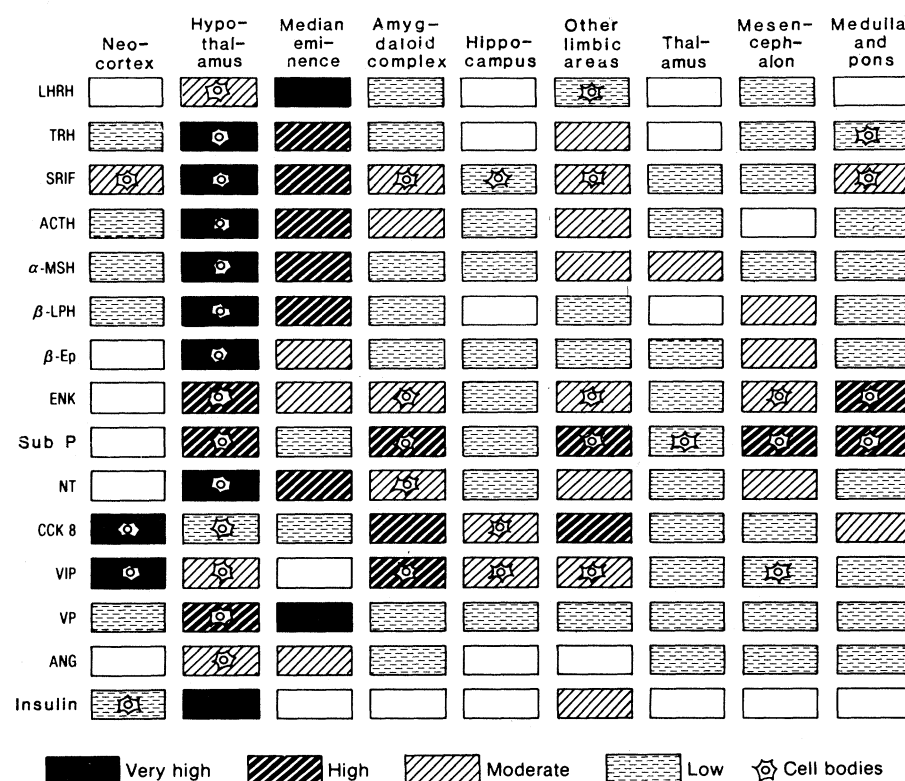 Neo-
cortex
Hypo-
thal-
amus
Median
emi-
nence
Amyg-
daloid
complex
Hippo-
campus
Other
limbic
areas
Thal-
amus
Mesen-
ceph-
alon
Medulla
and
pons
LHRH
TRH
SRIF
ACTH
α-MSH
β-LPH
β-Ep
ENK
Sub P
NT
CCK 8
VIP
VP
ANG
Insulin
Very high
High
Moderate
Low
Cell bodies